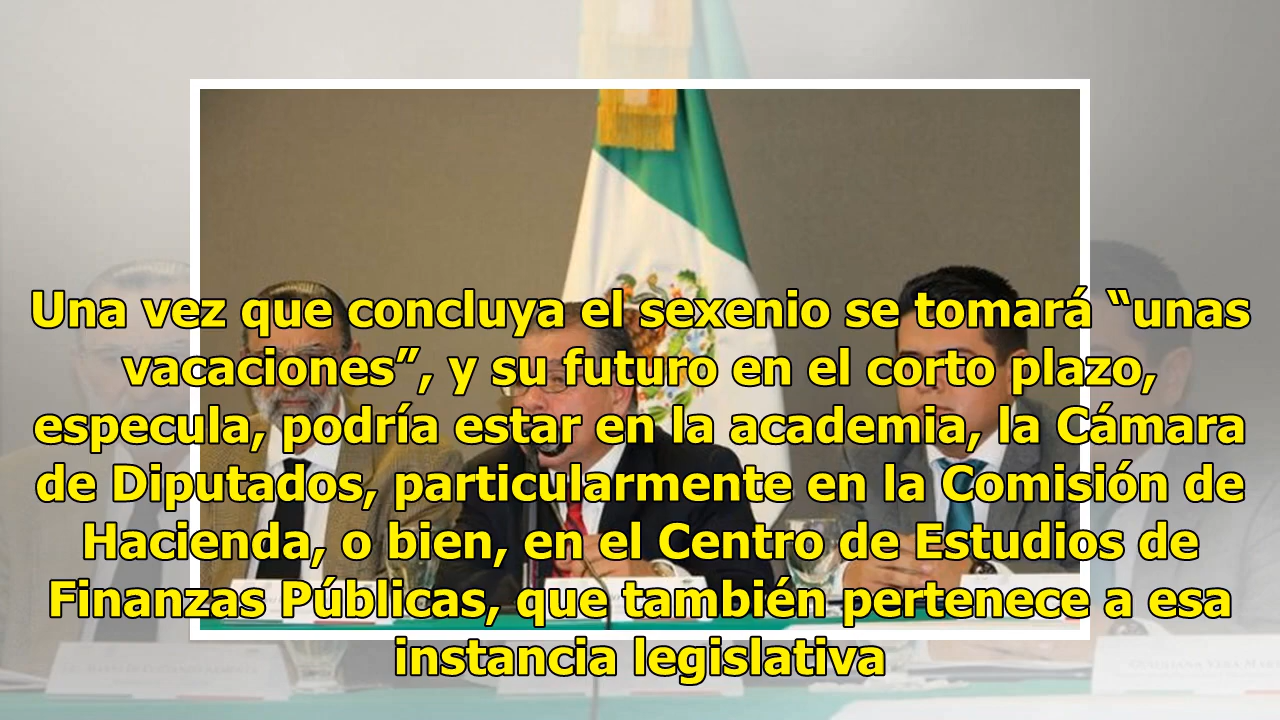 Una vez que concluya el sexenio se tomará “unas
vacaciones”, y su futuro en el corto plazo,
especula, podría estar en la academia, la Cámara
de Diputados, particularmente en la Comisión de
Hacienda, o bien, en el Centro de Estudios de
Finanzas Públicas, que también pertenece a esa
instancia legislativa